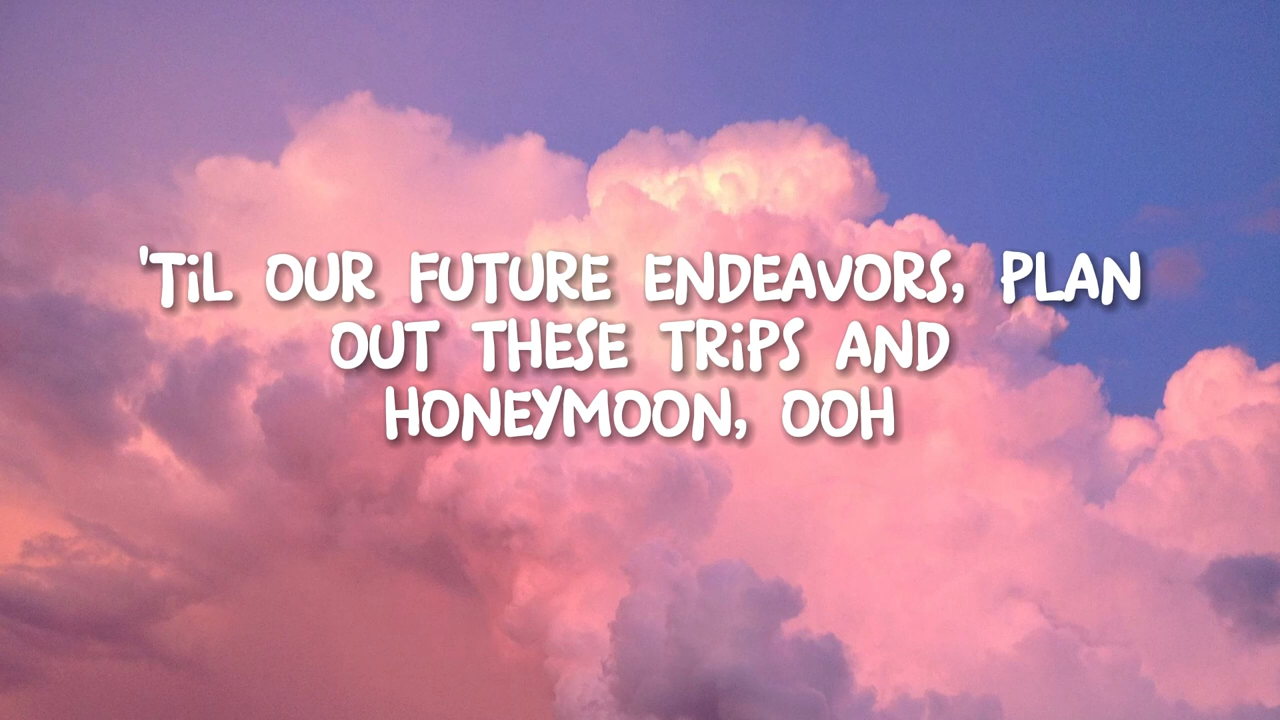 'TiL OUR FUTURE ENDEAVORS, PLAN
OUT THESE TRiPS AND
HONEYMOON, OOH